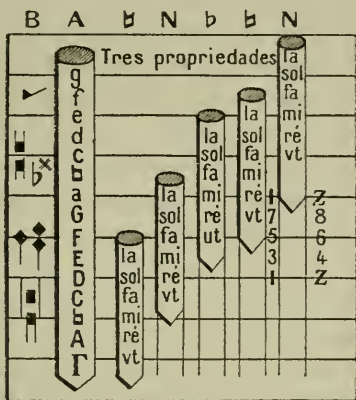 B A ♮ N ♭ ♮ N
Tres propriedades
g
f
e
d
c
♮
a
G
F
E
D
C
♮
A
Γ
la
sol
fa
mi
ré
vt
la
sol
fa
mi
ré
vt
la
sol
fa
mi
ré
ut
la
sol
fa
mi
ré
vt
la
sol
fa
mi
ré
vt
1 Z
7 8
5 6
3 4
1 Z